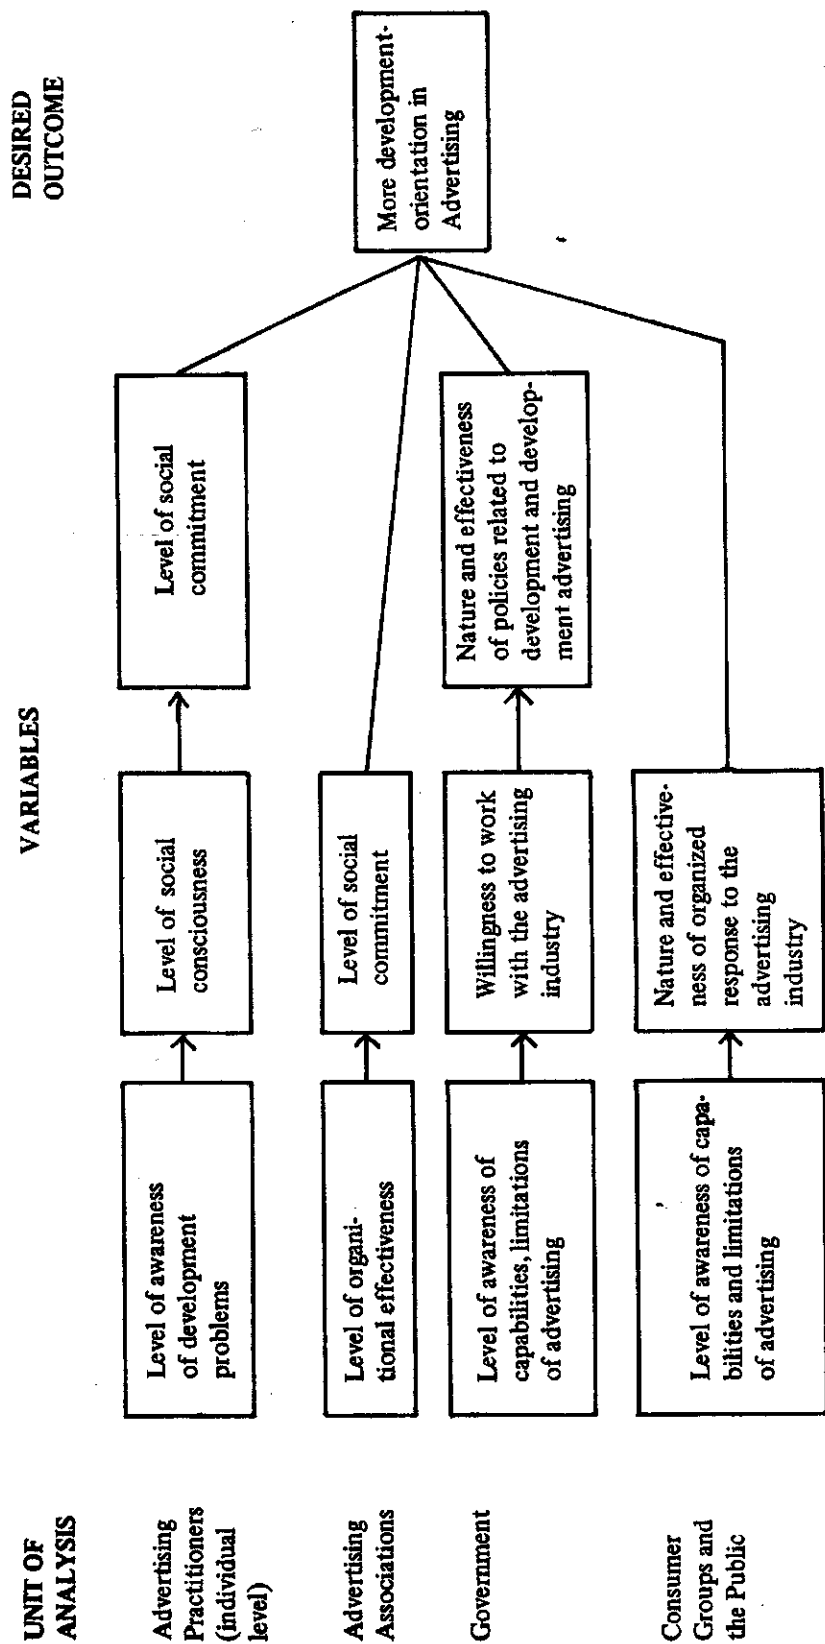 UNIT OF
ANALYSIS
VARIABLES
DESIRED
OUTCOME
Advertising
Practitioners
(individual
level)
Level of awareness
of development
problems
Level of social
consciousness
Level of social
commitment
More development-
orientation in
Advertising
Advertising
Associations
Level of organi-
tional effectiveness
Level of social
commitment
Government
Level of awareness of
capabilities, limitations
of advertising
Willingness to work
with the advertising
industry
Nature and effectiveness
of policies related to
development and develop-
ment advertising
Consumer
Groups and
the Public
Level of awareness of capa-
bilities and limitations
of advertising
Nature and effective-
ness of organized
response to the
advertising
industry